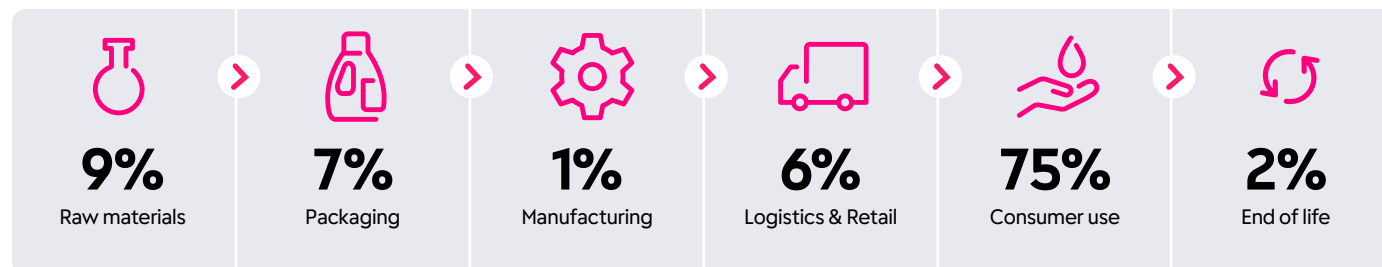 9%
Raw materials
7%
Packaging
1%
Manufacturing
6%
Logistics & Retail
75%
Consumer use
2%
End of life